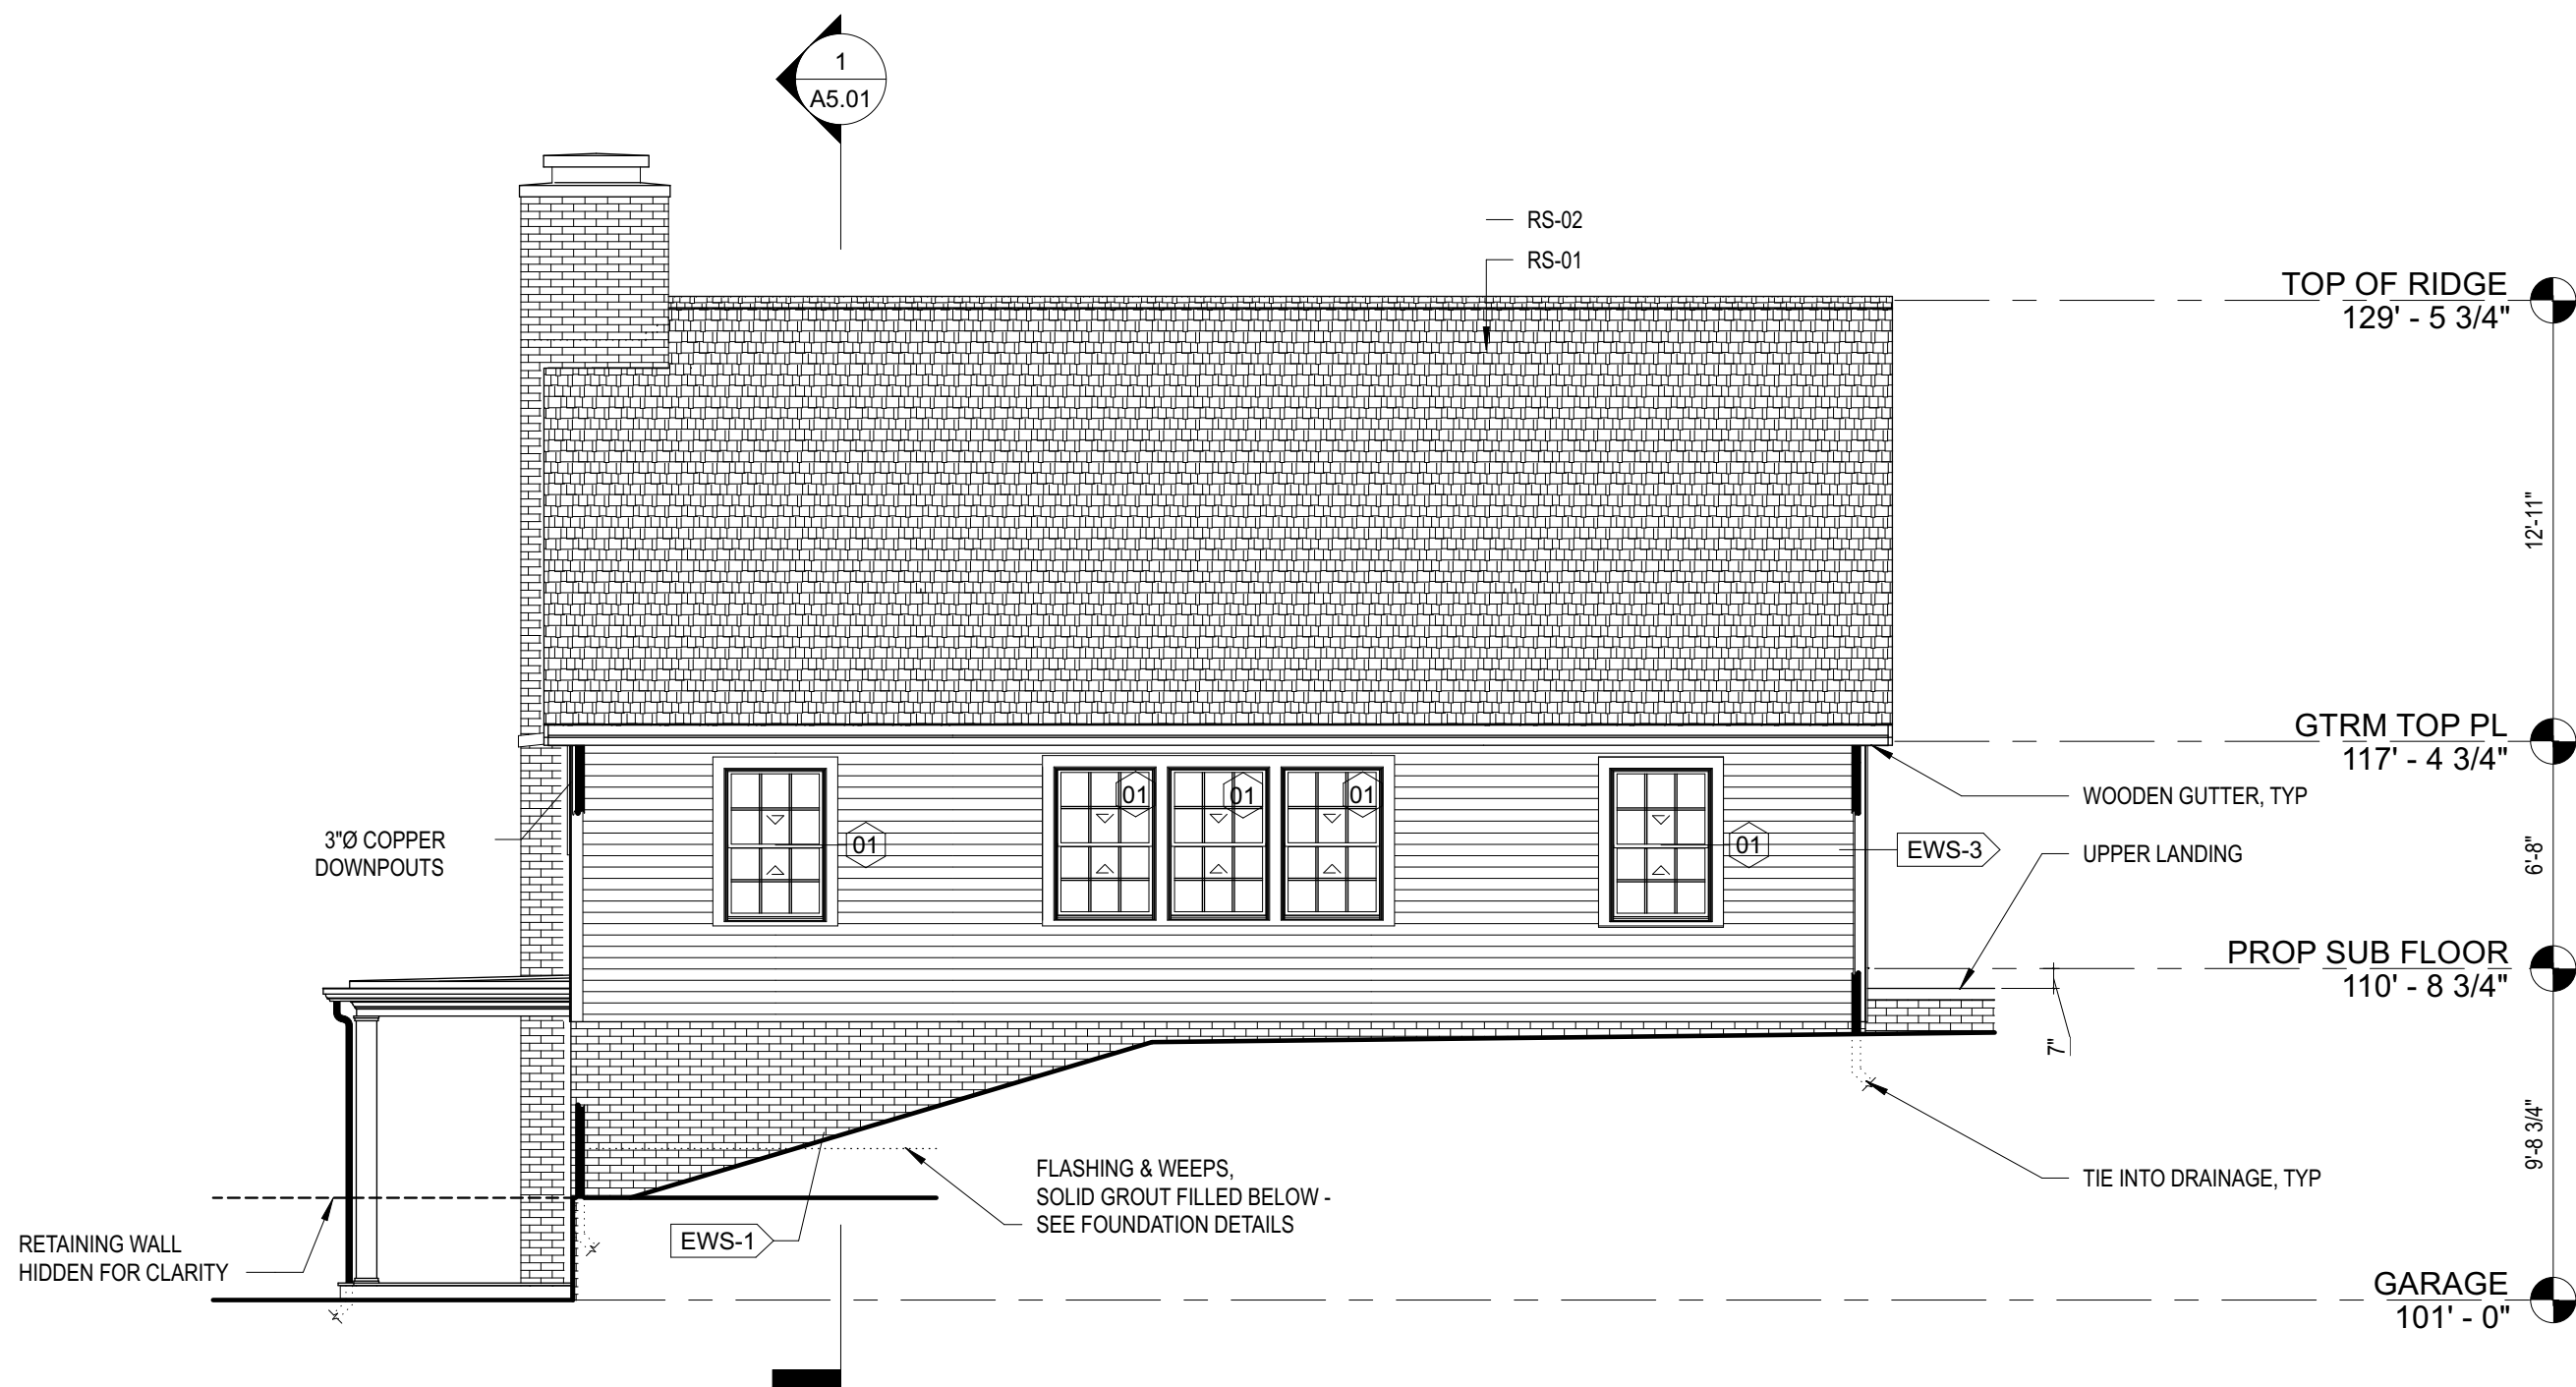 1
A5.01
RS-02
RS-01
TOP OF RIDGE
129' - 5 3/4"
12'-11"
GTRM TOP PL
117' - 4 3/4"
WOODEN GUTTER, TYP
01
01
01
3"Ø COPPER
DOWNPOUTS
01
01
EWS-3
UPPER LANDING
6'-8"
PROP SUB FLOOR
110' - 8 3/4"
7"
9'-8 3/4"
FLASHING & WEEPS,
SOLID GROUT FILLED BELOW -
SEE FOUNDATION DETAILS
TIE INTO DRAINAGE, TYP
EWS-1
RETAINING WALL
HIDDEN FOR CLARITY
GARAGE
101' - 0"